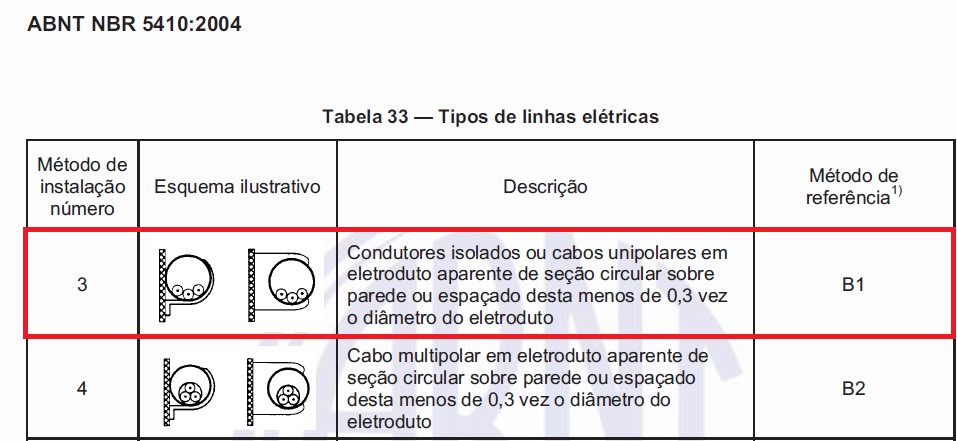 ABNT NBR 5410:2004
Tabela 33 — Tipos de linhas elétricas
Método de
instalação
número
Esquema ilustrativo
Descrição
Método de
referência1)
3
Condutores isolados ou cabos unipolares em
eletroduto aparente de seção circular sobre
parede ou espaçado desta menos de 0,3 vez
o diâmetro do eletroduto
B1
4
Cabo multipolar em eletroduto aparente de
seção circular sobre parede ou espaçado
desta menos de 0,3 vez o diâmetro do
eletroduto
B2